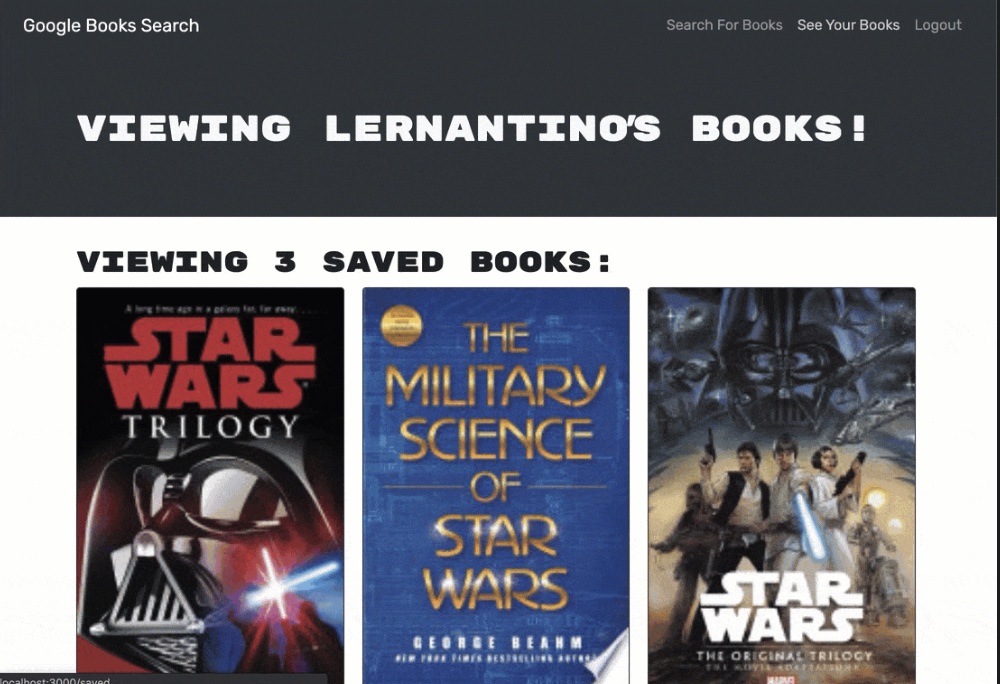 Google Books Search
Search For Books See Your Books Logout
VIEWING LERNANTINO'S BOOKS!
VIEWING 3 SAVED BOOKS:
A long time ago in a galaxy far, far away. . . .
STAR
WARS
TRILOGY
THE
MILITARY
SCIENCE
OF
STAR
WARS
GEORGE BEAHM
NEW YORK TIMES BESTSELLING AUTHOR
STAR
WARS
THE ORIGINAL TRILOGY
THE MOVIE ADAPTATIONS
MARVEL
localhost:3000/saved